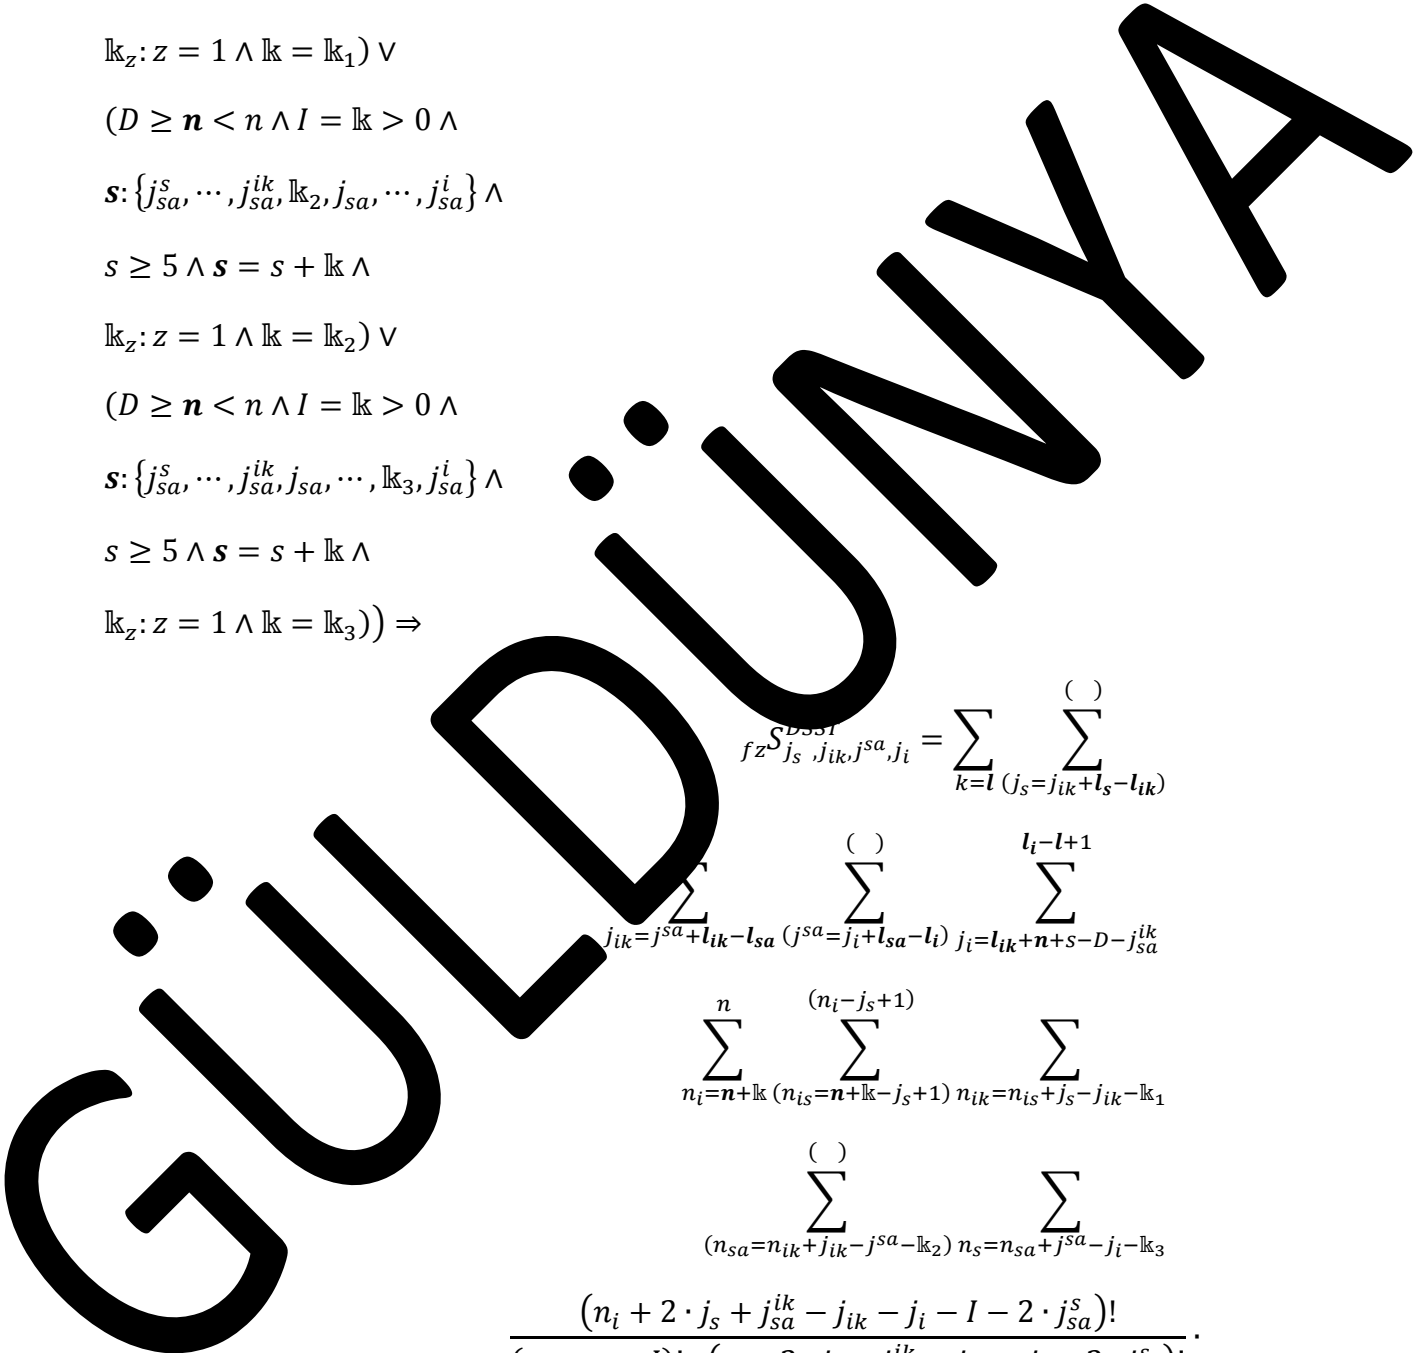 𝕜_z: z = 1 ∧ 𝕜 = 𝕜_1) ∨
(D ≥ 𝒏 < n ∧ I = 𝕜 > 0 ∧
𝒔: {j_{sa}^s, ⋯, j_{sa}^{ik}, 𝕜_2, j_{sa}, ⋯, j_{sa}^i} ∧
s ≥ 5 ∧ 𝒔 = s + 𝕜 ∧
𝕜_z: z = 1 ∧ 𝕜 = 𝕜_2) ∨
(D ≥ 𝒏 < n ∧ I = 𝕜 > 0 ∧
𝒔: {j_{sa}^s, ⋯, j_{sa}^{ik}, j_{sa}, ⋯, 𝕜_3, j_{sa}^i} ∧
s ≥ 5 ∧ 𝒔 = s + 𝕜 ∧
𝕜_z: z = 1 ∧ 𝕜 = 𝕜_3)) ⇒
_{fz}S_{j_s, j_{ik}, j^{sa}, j_i} = ∑_{k=𝒍} ∑_{(j_s=j_{ik}+𝒍_𝒔−𝒍_{𝒊𝒌})}^{( )}
∑_{j_{ik}=j^{sa}+𝒍_{𝒊𝒌}−𝒍_{𝒔𝒂}} ∑_{(j^{sa}=j_i+𝒍_{𝒔𝒂}−𝒍_𝒊)}^{( )} ∑_{j_i=𝒍_{𝒊𝒌}+𝒏+s−D−j_{sa}^{ik}}^{𝒍_𝒊−𝒍+1}
∑_{n_i=𝒏+𝕜}^{n} ∑_{(n_{is}=𝒏+𝕜−j_s+1)}^{(n_i−j_s+1)} ∑_{n_{ik}=n_{is}+j_s−j_{ik}−𝕜_1}
∑_{(n_{sa}=n_{ik}+j_{ik}−j^{sa}−𝕜_2)}^{( )} ∑_{n_s=n_{sa}+j^{sa}−j_i−𝕜_3}
(n_i + 2 · j_s + j_{sa}^{ik} − j_{ik} − j_i − I − 2 · j_{sa}^s)! ·
GÜLDÜNYA